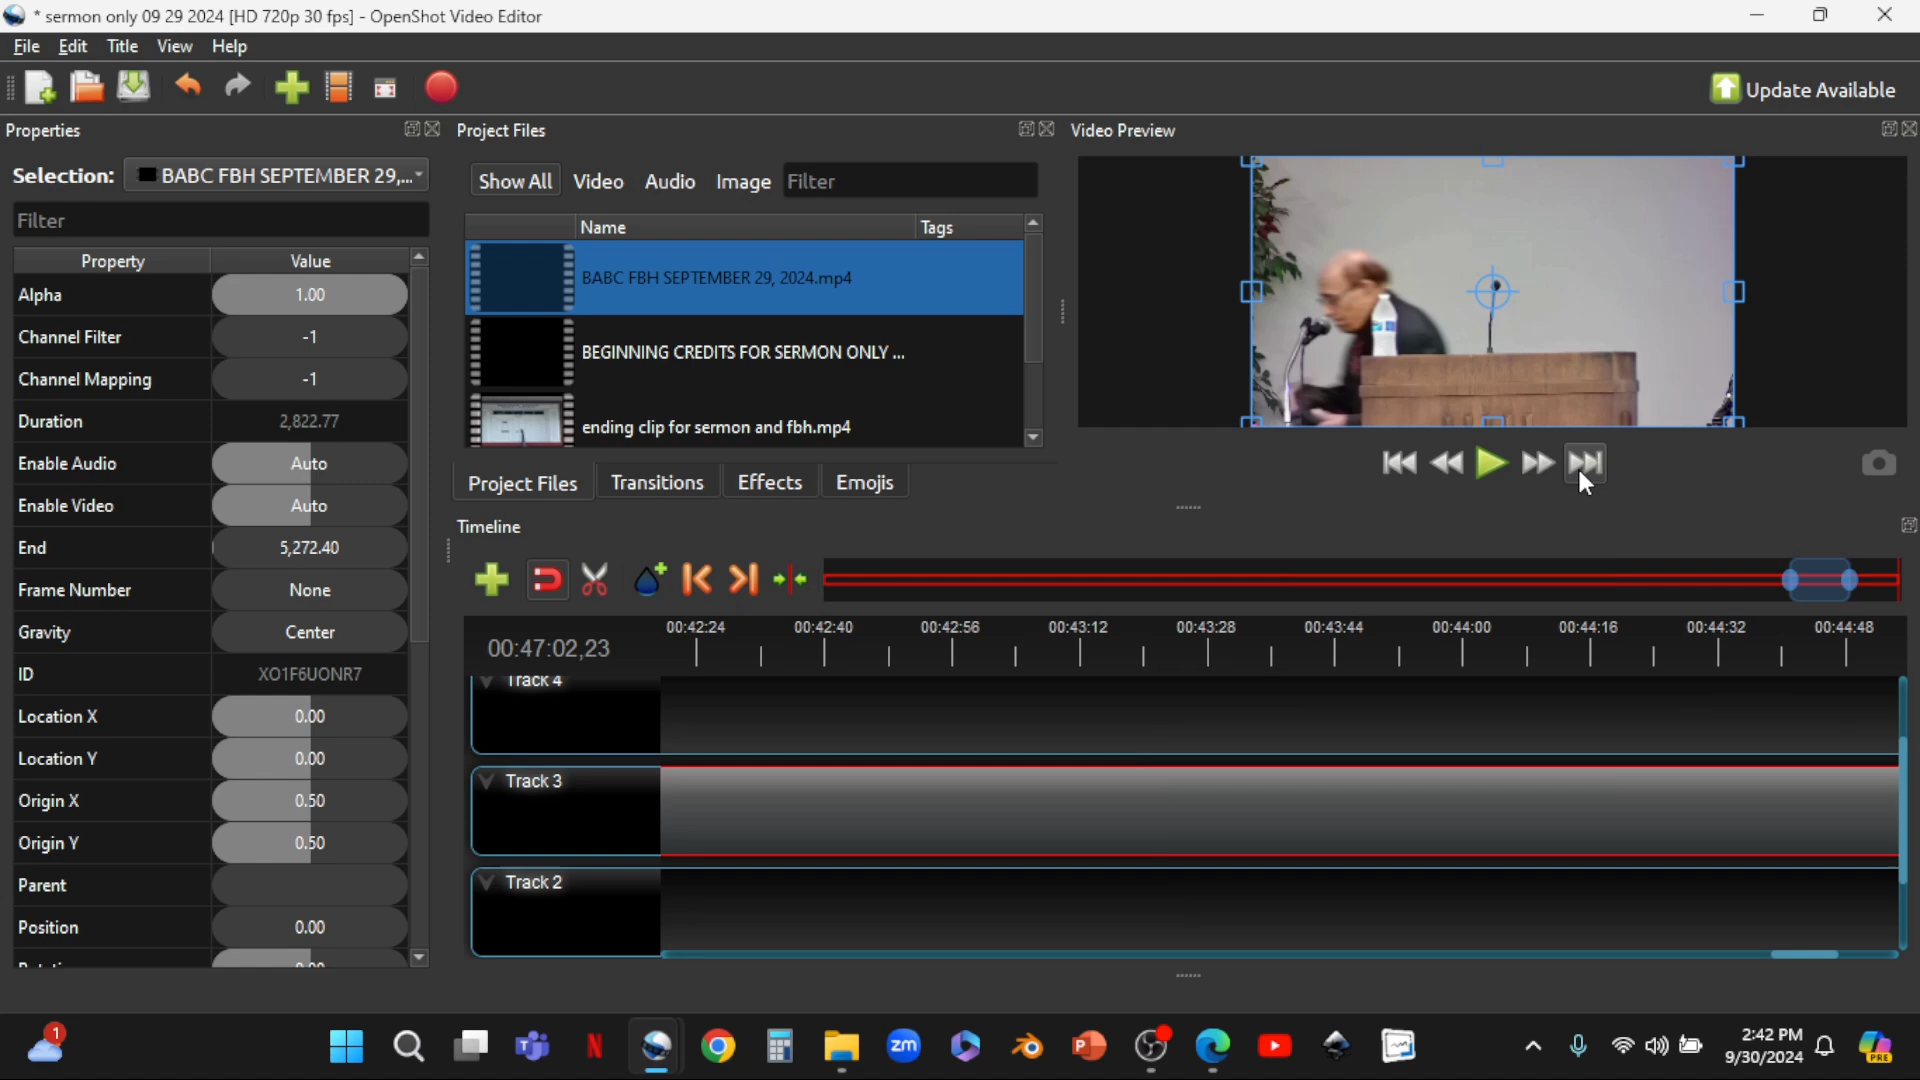 * sermon only 09 29 2024 [HD 720p 30 fps] - OpenShot Video Editor
File Edit Title View Help
Update Available
Properties
Selection: BABC FBH SEPTEMBER 29,...
Filter
Property Value
Alpha 1.00
Channel Filter -1
Channel Mapping -1
Duration 2,822.77
Enable Audio Auto
Enable Video Auto
End 5,272.40
Frame Number None
Gravity Center
ID XO1F6UONR7
Location X 0.00
Location Y 0.00
Origin X 0.50
Origin Y 0.50
Parent
Position 0.00
Project Files
Show All Video Audio Image Filter
Name Tags
BABC FBH SEPTEMBER 29, 2024.mp4
BEGINNING CREDITS FOR SERMON ONLY ...
ending clip for sermon and fbh.mp4
Project Files Transitions Effects Emojis
Video Preview
Timeline
00:47:02,23
00:42:24 00:42:40 00:42:56 00:43:12 00:43:28 00:43:44 00:44:00 00:44:16 00:44:32 00:44:48
Track 4
Track 3
Track 2
1
zm
P
2:42 PM
9/30/2024
PRE